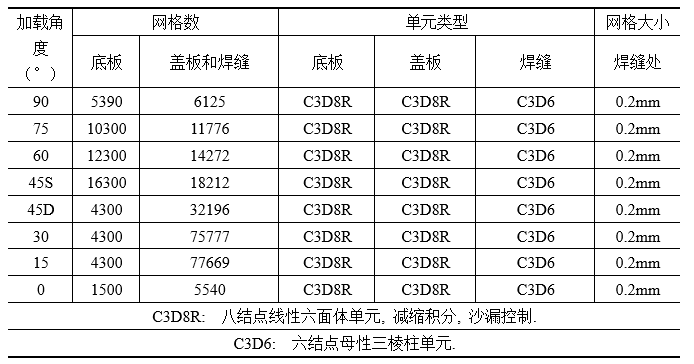 加载角度（°） 网格数 单元类型 网格大小
底板 盖板和焊缝 底板 盖板 焊缝 焊缝处
90 5390 6125 C3D8R C3D8R C3D6 0.2mm
75 10300 11776 C3D8R C3D8R C3D6 0.2mm
60 12300 14272 C3D8R C3D8R C3D6 0.2mm
45S 16300 18212 C3D8R C3D8R C3D6 0.2mm
45D 4300 32196 C3D8R C3D8R C3D6 0.2mm
30 4300 75777 C3D8R C3D8R C3D6 0.2mm
15 4300 77669 C3D8R C3D8R C3D6 0.2mm
0 1500 5540 C3D8R C3D8R C3D6 0.2mm
C3D8R: 八结点线性六面体单元, 减缩积分, 沙漏控制.
C3D6: 六结点母性三棱柱单元.